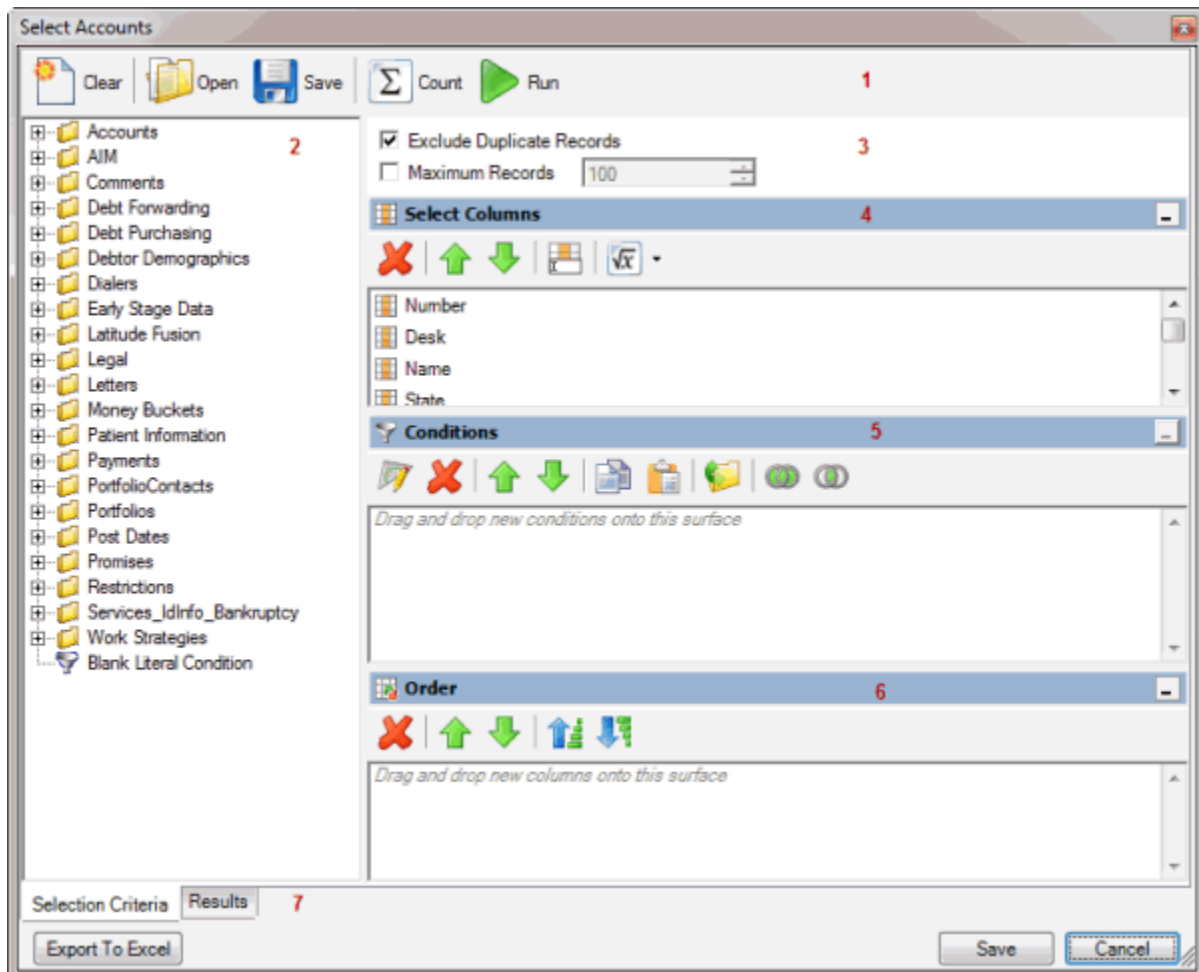 Select Accounts
Clear Open Save Count Run 1
Accounts
AIM
Comments
Debt Forwarding
Debt Purchasing
Debtor Demographics
Dialers
Early Stage Data
Latitude Fusion
Legal
Letters
Money Buckets
Patient Information
Payments
PortfolioContacts
Portfolios
Post Dates
Promises
Restrictions
Services_IdInfo_Bankruptcy
Work Strategies
Blank Literal Condition
2
Exclude Duplicate Records 3
Maximum Records 100
Select Columns 4
√x
Number
Desk
Name
State
Conditions 5
Drag and drop new conditions onto this surface
Order 6
Drag and drop new columns onto this surface
Selection Criteria Results 7
Export To Excel Save Cancel